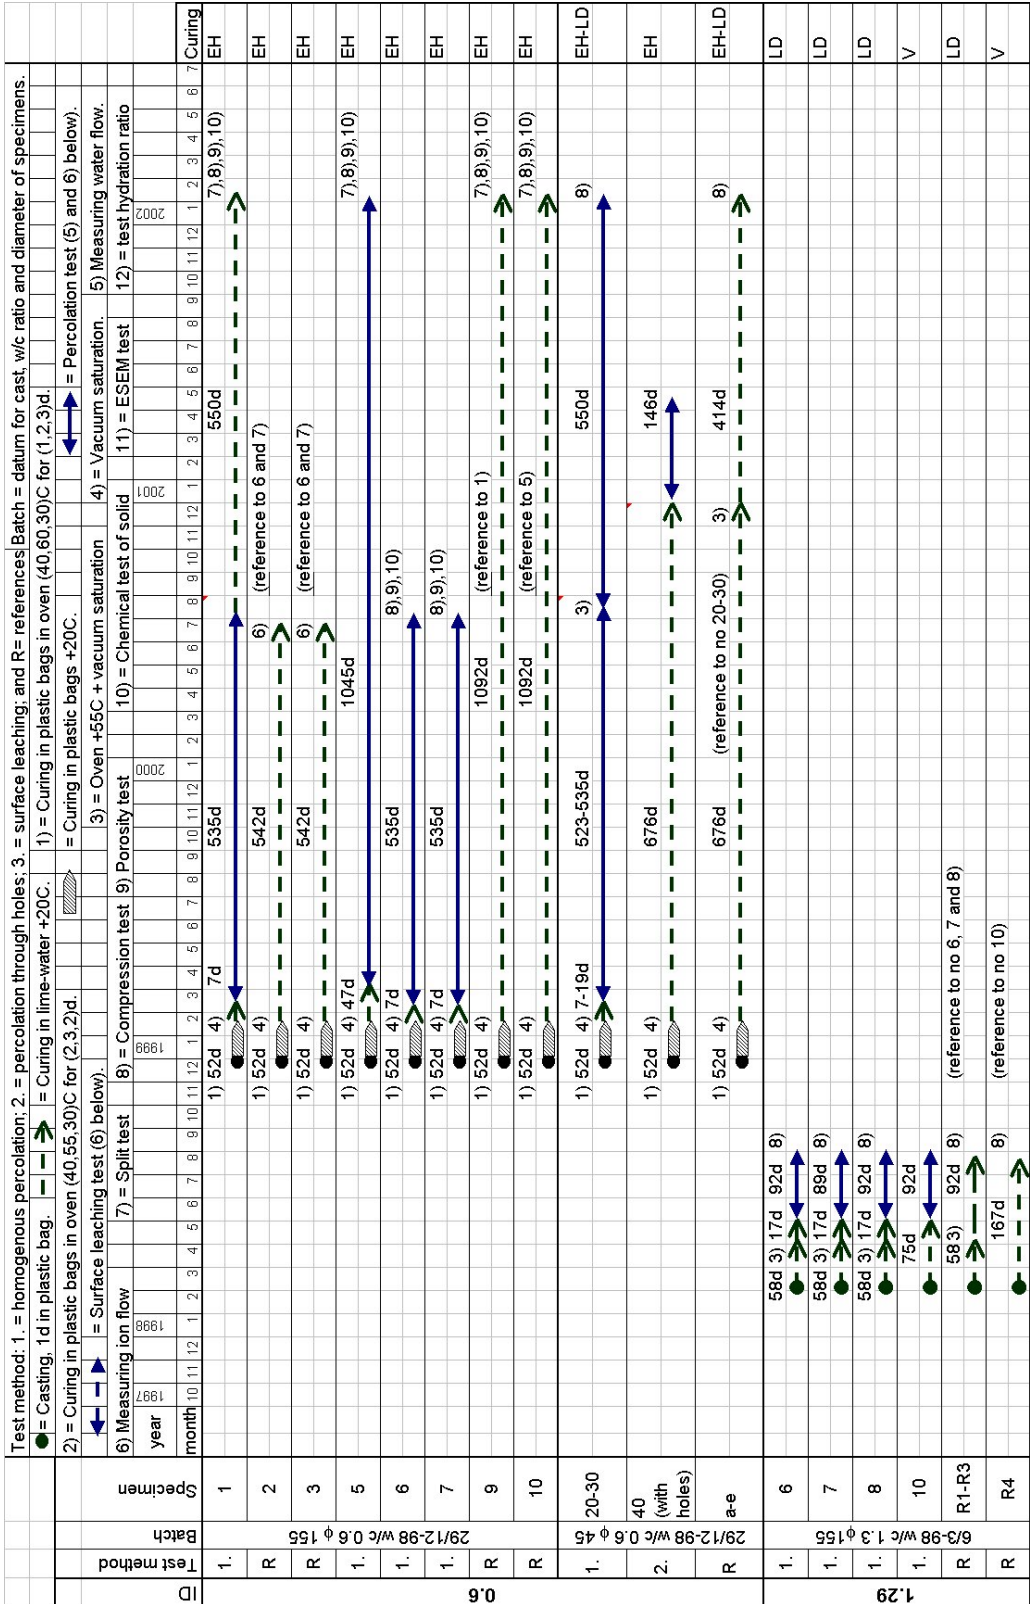 Test method: 1. = homogenous percolation; 2. = percolation through holes; 3. = surface leaching; and R= references Batch = datum for cast, w/c ratio and diameter of specimens.
= Casting, 1d in plastic bag. = Curing in lime-water +20C. 1) = Curing in plastic bags in oven (40,60,30)C for (1,2,3)d.
2) = Curing in plastic bags in oven (40,55,30)C for (2,3,2)d. = Curing in plastic bags +20C. = Percolation test (5) and 6) below).
= Surface leaching test (6) below). 3) = Oven +55C + vacuum saturation 4) = Vacuum saturation. 5) Measuring water flow.
6) Measuring ion flow 7) = Split test 8) = Compression test 9) Porosity test 10) = Chemical test of solid 11) = ESEM test 12) = test hydration ratio
year 1997 1998 1999 2000 2001 2002
ID Test method Batch Specimen month 10 11 12 1 2 3 4 5 6 7 8 9 10 11 12 1 2 3 4 5 6 7 8 9 10 11 12 1 2 3 4 5 6 7 8 9 10 11 12 1 2 3 4 5 6 7 8 9 10 11 12 1 2 3 4 5 6 7 Curing
0.6
29/12-98 w/c 0.6 ϕ 155
1. 1 1) 52d 4) 7d 535d 550d 7),8),9),10) EH
R 2 1) 52d 4) 542d 6) (reference to 6 and 7) EH
R 3 1) 52d 4) 542d 6) (reference to 6 and 7) EH
1. 5 1) 52d 4) 47d 1045d 7),8),9),10) EH
1. 6 1) 52d 4) 7d 535d 8),9),10) EH
1. 7 1) 52d 4) 7d 535d 8),9),10) EH
R 9 1) 52d 4) 1092d (reference to 1) 7),8),9),10) EH
R 10 1) 52d 4) 1092d (reference to 5) 7),8),9),10) EH
29/12-98 w/c 0.6 ϕ 45
1. 20-30 1) 52d 4) 7-19d 523-535d 3) 550d 8) EH-LD
2. 40 (with holes) 1) 52d 4) 676d 146d EH
R a-e 1) 52d 4) 676d (reference to no 20-30) 3) 414d 8) EH-LD
1.29
6/3-98 w/c 1.3 ϕ 155
1. 6 58d 3) 17d 92d 8) LD
1. 7 58d 3) 17d 89d 8) LD
1. 8 58d 3) 17d 92d 8) LD
1. 10 75d 92d V
R R1-R3 583) 92d 8) (reference to no 6, 7 and 8) LD
R R4 167d 8) (reference to no 10) V